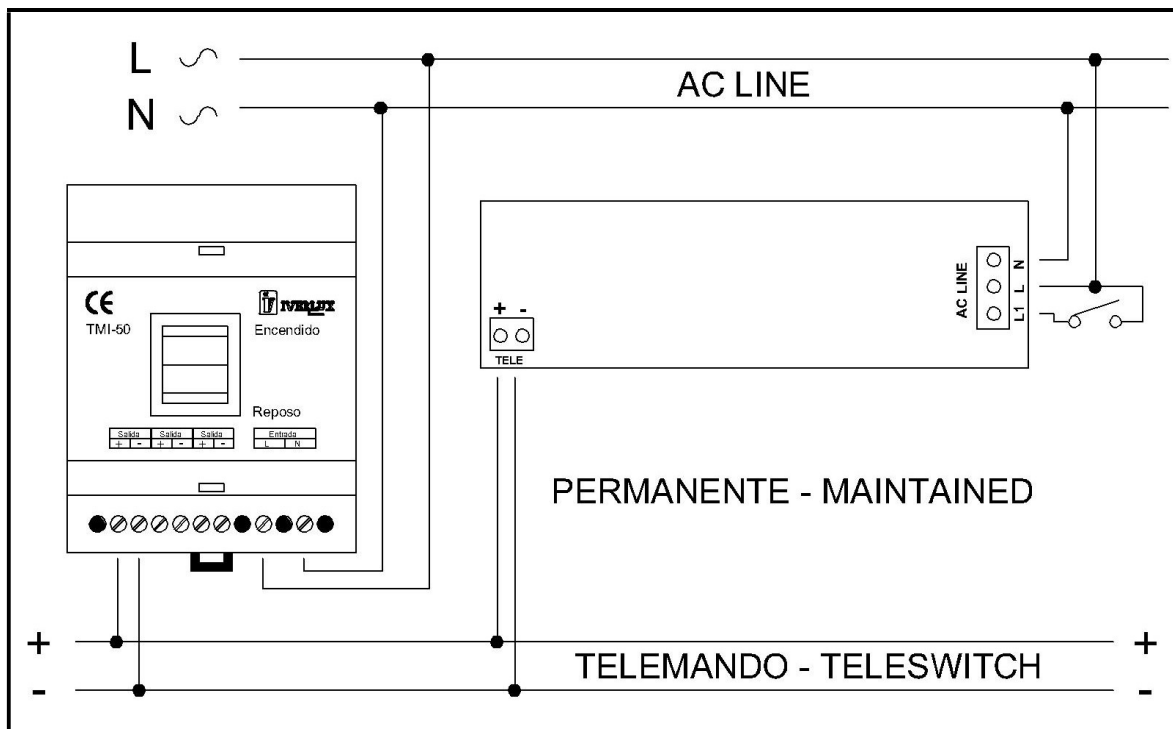 L
AC LINE
N
CE
IVERLUX
TMI-50
Encendido
Reposo
Salida Salida Salida Entrada
+ - + - + - L N
+ -
TELE
AC LINE
N
L
L1
PERMANENTE - MAINTAINED
+ +
TELEMANDO - TELESWITCH
- -